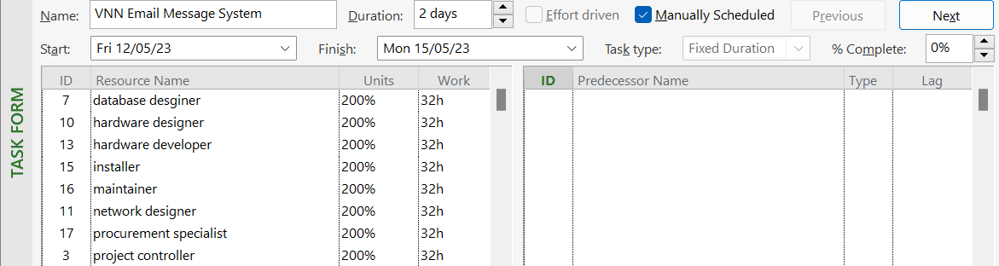 Name: VNN Email Message System Duration: 2 days Effort driven Manually Scheduled Previous Next
Start: Fri 12/05/23 Finish: Mon 15/05/23 Task type: Fixed Duration % Complete: 0%
TASK FORM
ID Resource Name Units Work
7 database desginer 200% 32h
10 hardware designer 200% 32h
13 hardware developer 200% 32h
15 installer 200% 32h
16 maintainer 200% 32h
11 network designer 200% 32h
17 procurement specialist 200% 32h
3 project controller 200% 32h
ID Predecessor Name Type Lag